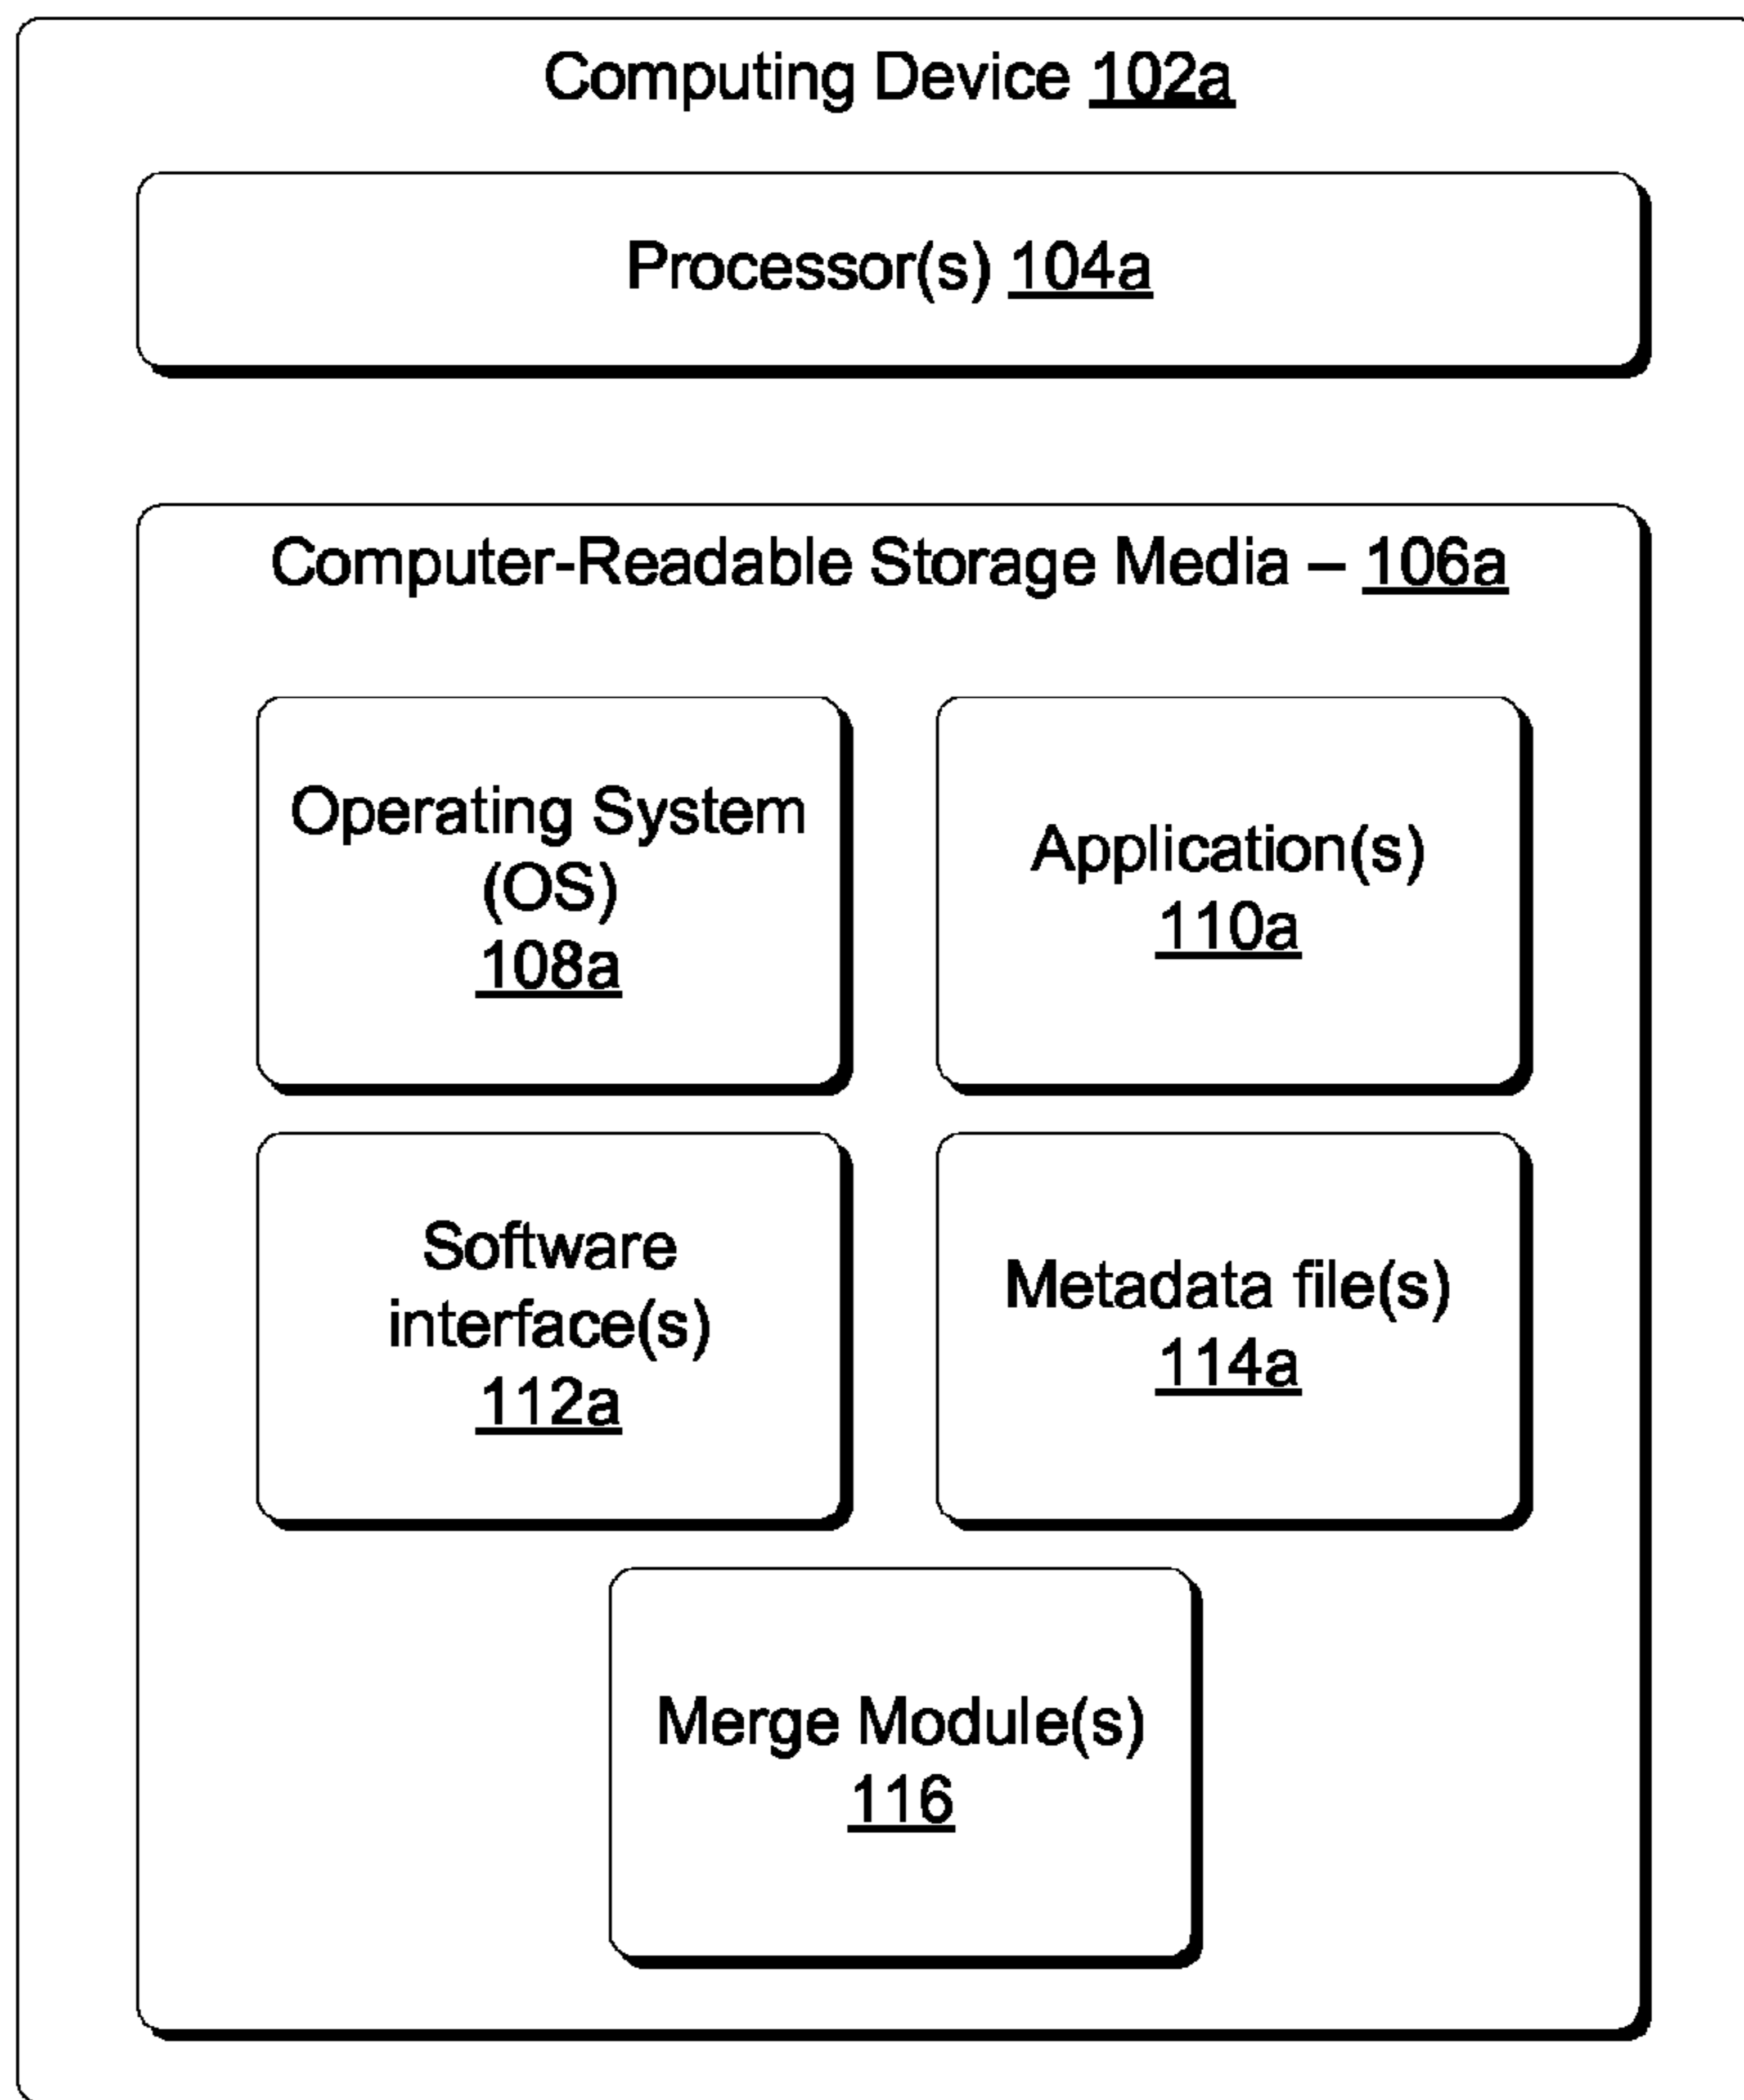 Computing Device 102a
Processor(s) 104a
Computer-Readable Storage Media – 106a
Operating System
(OS)
108a
Application(s)
110a
Software
interface(s)
112a
Metadata file(s)
114a
Merge Module(s)
116